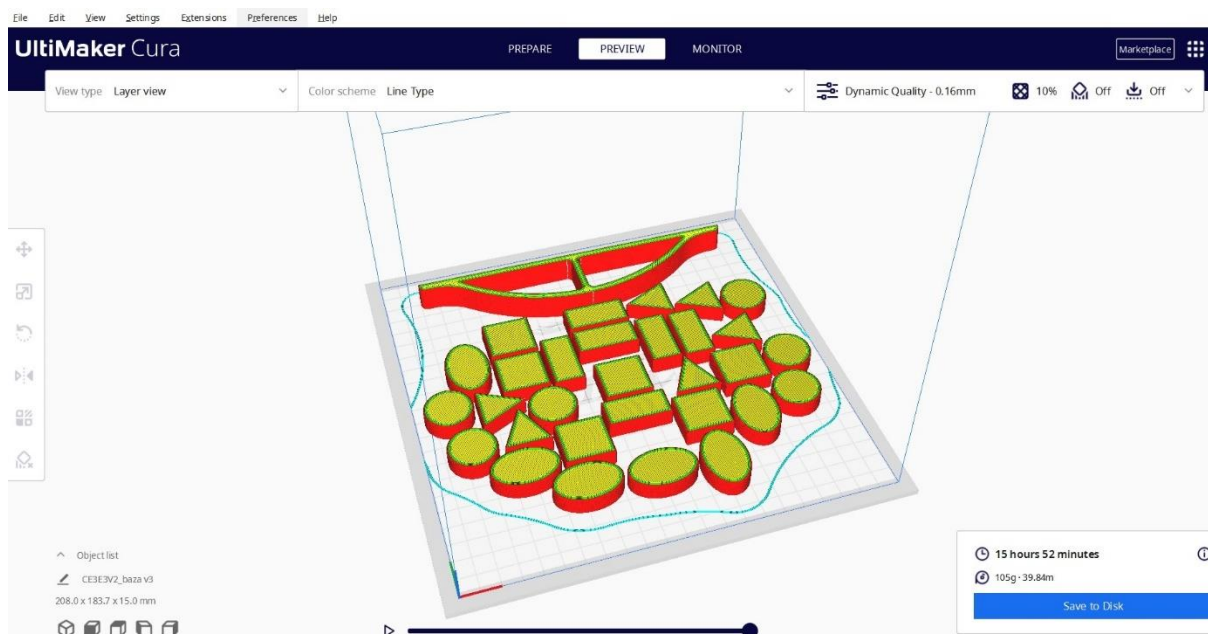 File Edit View Settings Extensions Preferences Help
UltiMaker Cura PREPARE PREVIEW MONITOR Marketplace
View type Layer view Color scheme Line Type Dynamic Quality - 0.16mm 10% Off Off
Object list
CE3E3V2_baza v3
208.0 x 183.7 x 15.0 mm
15 hours 52 minutes
105g · 39.84m
Save to Disk